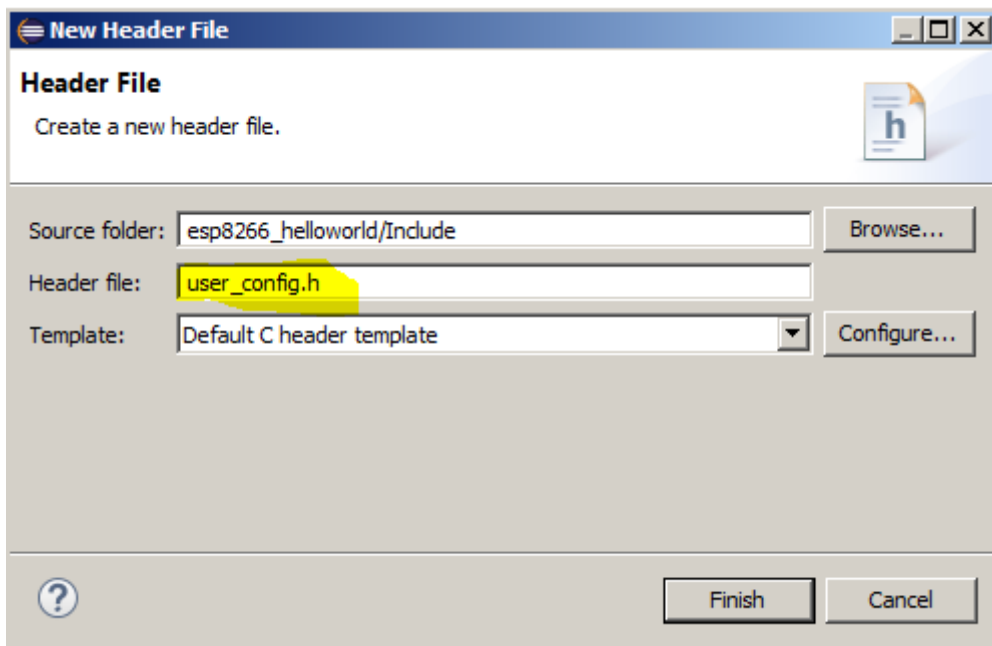 New Header File
Header File
Create a new header file.
h
Source folder: esp8266_helloworld/Include Browse...
Header file: user_config.h
Template: Default C header template Configure...
? Finish Cancel